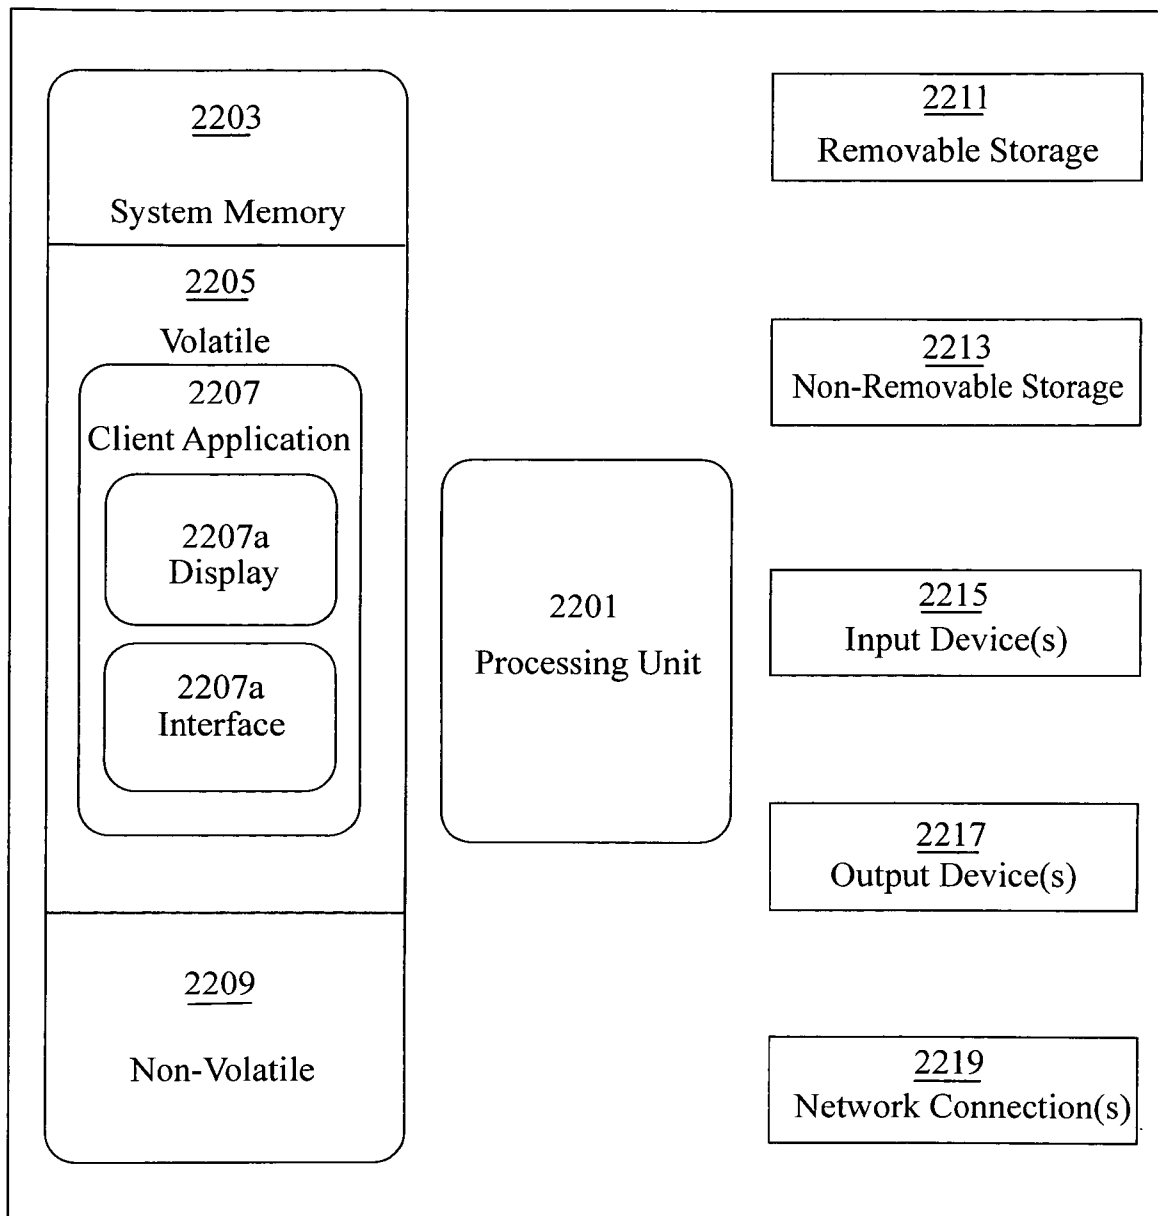 2203
System Memory
2205
Volatile
2207
Client Application
2207a
Display
2207a
Interface
2209
Non-Volatile
2201
Processing Unit
2211
Removable Storage
2213
Non-Removable Storage
2215
Input Device(s)
2217
Output Device(s)
2219
Network Connection(s)